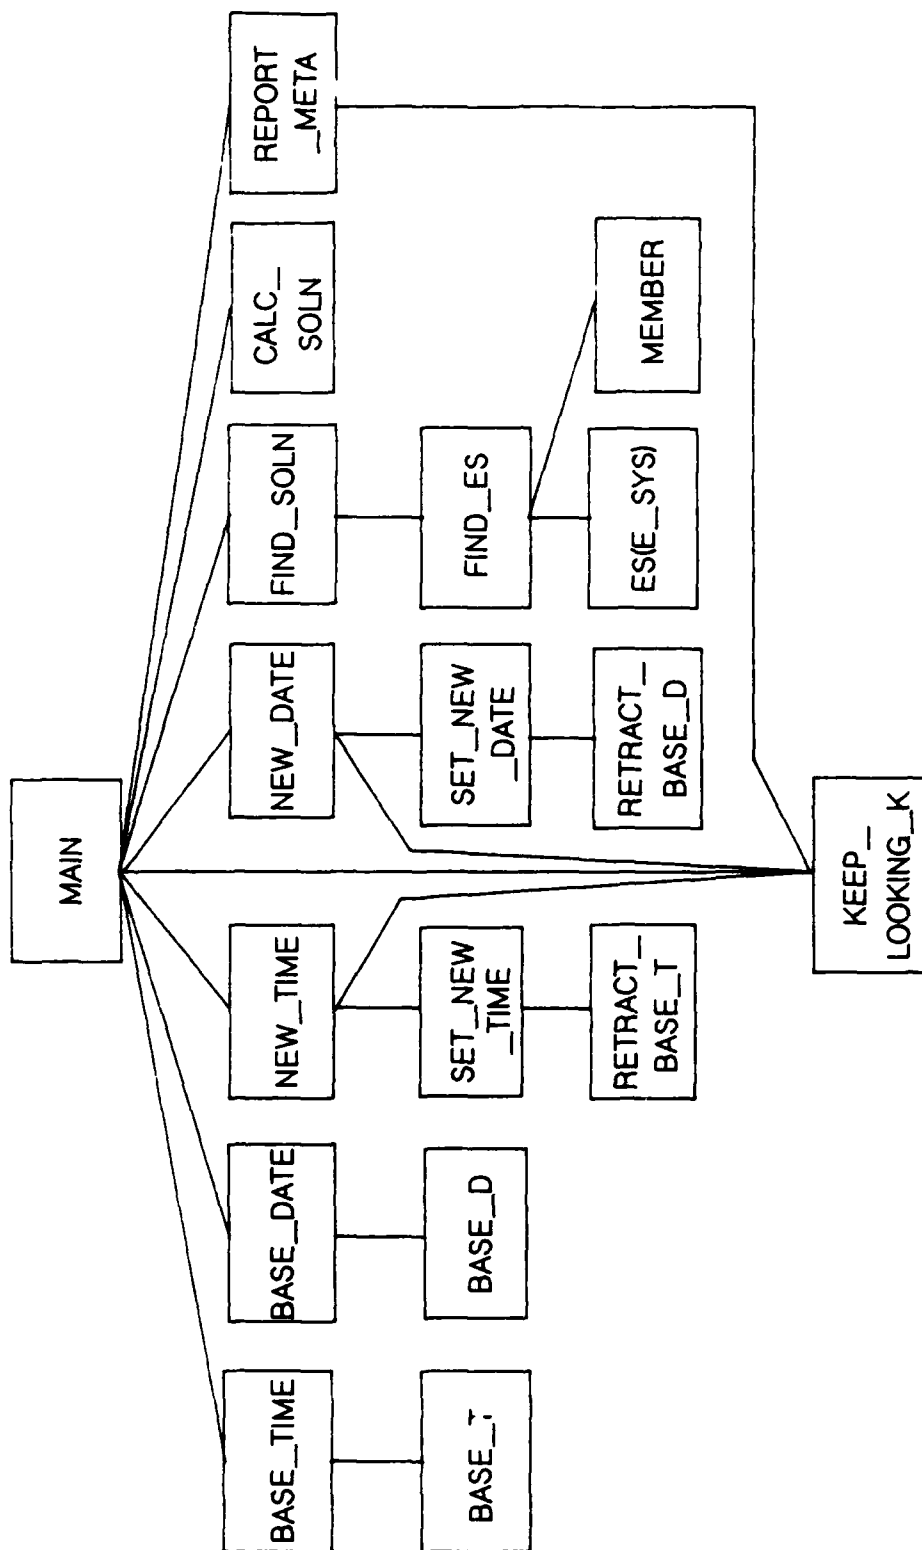 MAIN
BASE_TIME
BASE_DATE
NEW_TIME
NEW_DATE
FIND_SOLN
CALC_
SOLN
REPORT
_META
BASE_T
BASE_D
SET_NEW
_TIME
SET_NEW
_DATE
FIND_ES
RETRACT_
BASE_T
RETRACT_
BASE_D
ES(E_SYS)
MEMBER
KEEP_
LOOKING_K